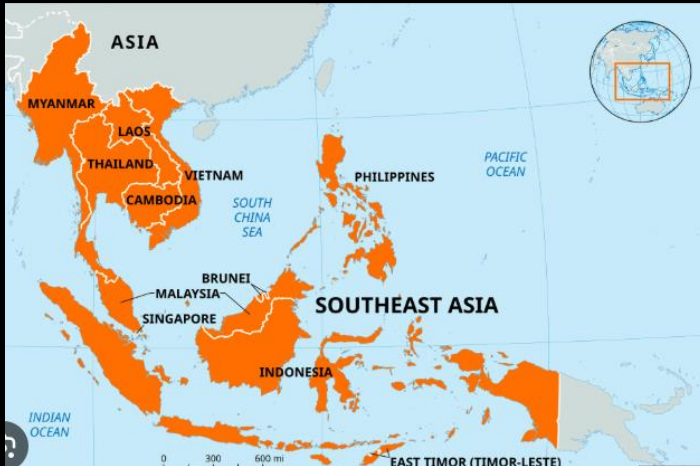 ASIA
MYANMAR
LAOS
THAILAND
VIETNAM
CAMBODIA
PHILIPPINES
PACIFIC
OCEAN
SOUTH
CHINA
SEA
BRUNEI
MALAYSIA
SINGAPORE
SOUTHEAST ASIA
INDONESIA
INDIAN
OCEAN
0 300 600 mi
EAST TIMOR (TIMOR-LESTE)